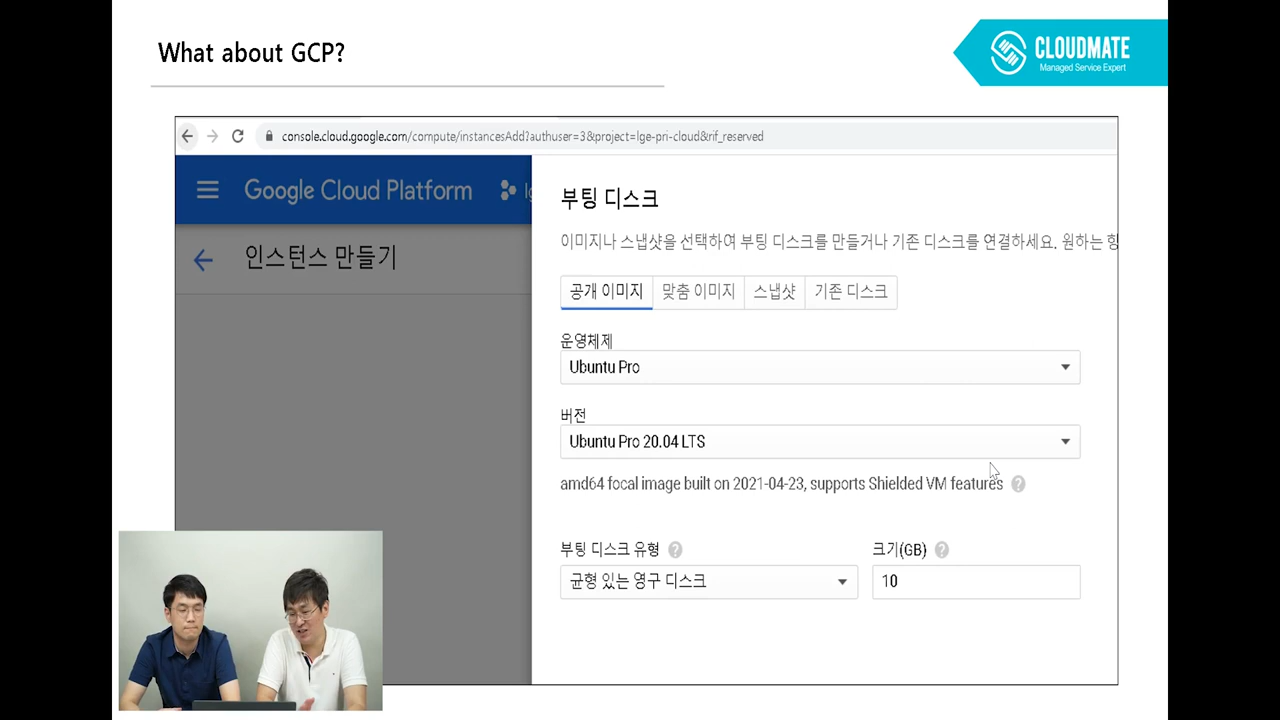 What about GCP?
CLOUDMATE
Managed Service Expert
console.cloud.google.com/compute/instancesAdd?authuser=3&project=lge-pri-cloud&rif_reserved
Google Cloud Platform
인스턴스 만들기
부팅 디스크
이미지나 스냅샷을 선택하여 부팅 디스크를 만들거나 기존 디스크를 연결하세요. 원하는 항
공개 이미지 맞춤 이미지 스냅샷 기존 디스크
운영체제
Ubuntu Pro
버전
Ubuntu Pro 20.04 LTS
amd64 focal image built on 2021-04-23, supports Shielded VM features
부팅 디스크 유형
크기(GB)
균형 있는 영구 디스크
10